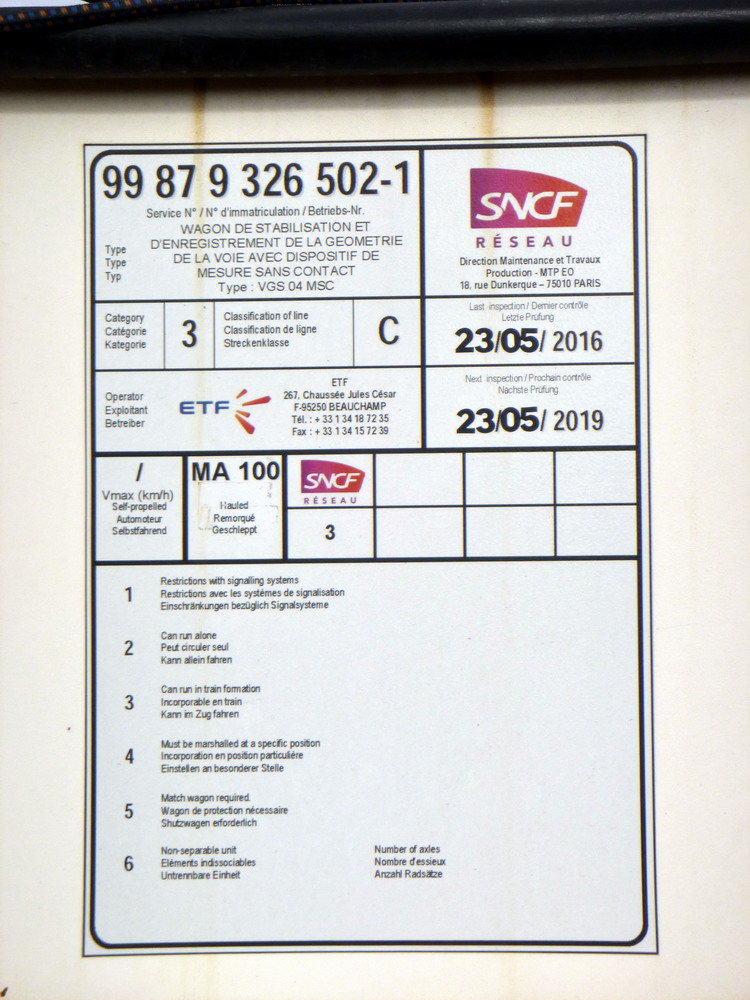 99 87 9 326 502-1
Service N° / N° d'immatriculation / Betriebs-Nr.
Type
Type
Typ
WAGON DE STABILISATION ET
D'ENREGISTREMENT DE LA GEOMETRIE
DE LA VOIE AVEC DISPOSITIF DE
MESURE SANS CONTACT
Type : VGS 04 MSC
SNCF
RÉSEAU
Direction Maintenance et Travaux
Production - MTP EO
18, rue Dunkerque – 75010 PARIS
Category
Catégorie
Kategorie
3
Classification of line
Classification de ligne
Streckenklasse
C
Last inspection / Dernier contrôle
Letzte Prüfung
23/05/ 2016
Operator
Exploitant
Betreiber
ETF
ETF
267, Chaussée Jules César
F-95250 BEAUCHAMP
Tél. : + 33 1 34 18 72 35
Fax : + 33 1 34 15 72 39
Next inspection / Prochain contrôle
Nächste Prüfung
23/05/ 2019
/
Vmax (km/h)
Self-propelled
Automoteur
Selbstfahrend
MA 100
Hauled
Remorqué
Geschleppt
SNCF
RÉSEAU
3
1
Restrictions with signalling systems
Restrictions avec les systèmes de signalisation
Einschränkungen bezüglich Signalsysteme
2
Can run alone
Peut circuler seul
Kann allein fahren
3
Can run in train formation
Incorporable en train
Kann im Zug fahren
4
Must be marshalled at a specific position
Incorporation en position particulière
Einstellen an besonderer Stelle
5
Match wagon required
Wagon de protection nécessaire
Shutzwagen erforderlich
6
Non-separable unit
Eléments indissociables
Untrennbare Einheit
Number of axles
Nombre d'essieux
Anzahl Radsätze